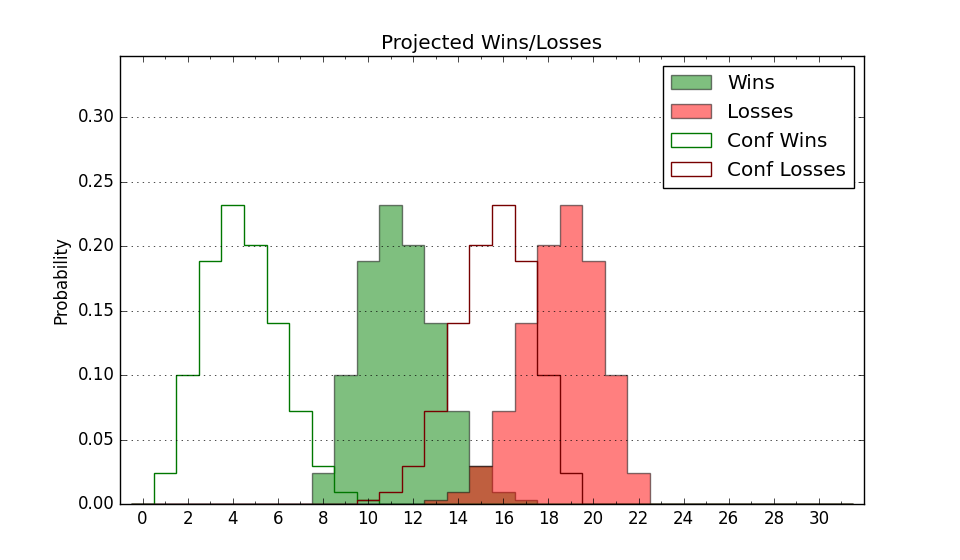 Projected Wins/Losses
Wins
Losses
Conf Wins
Conf Losses
0.30
0.25
0.20
0.15
0.10
0.05
0.00
Probability
0 2 4 6 8 10 12 14 16 18 20 22 24 26 28 30